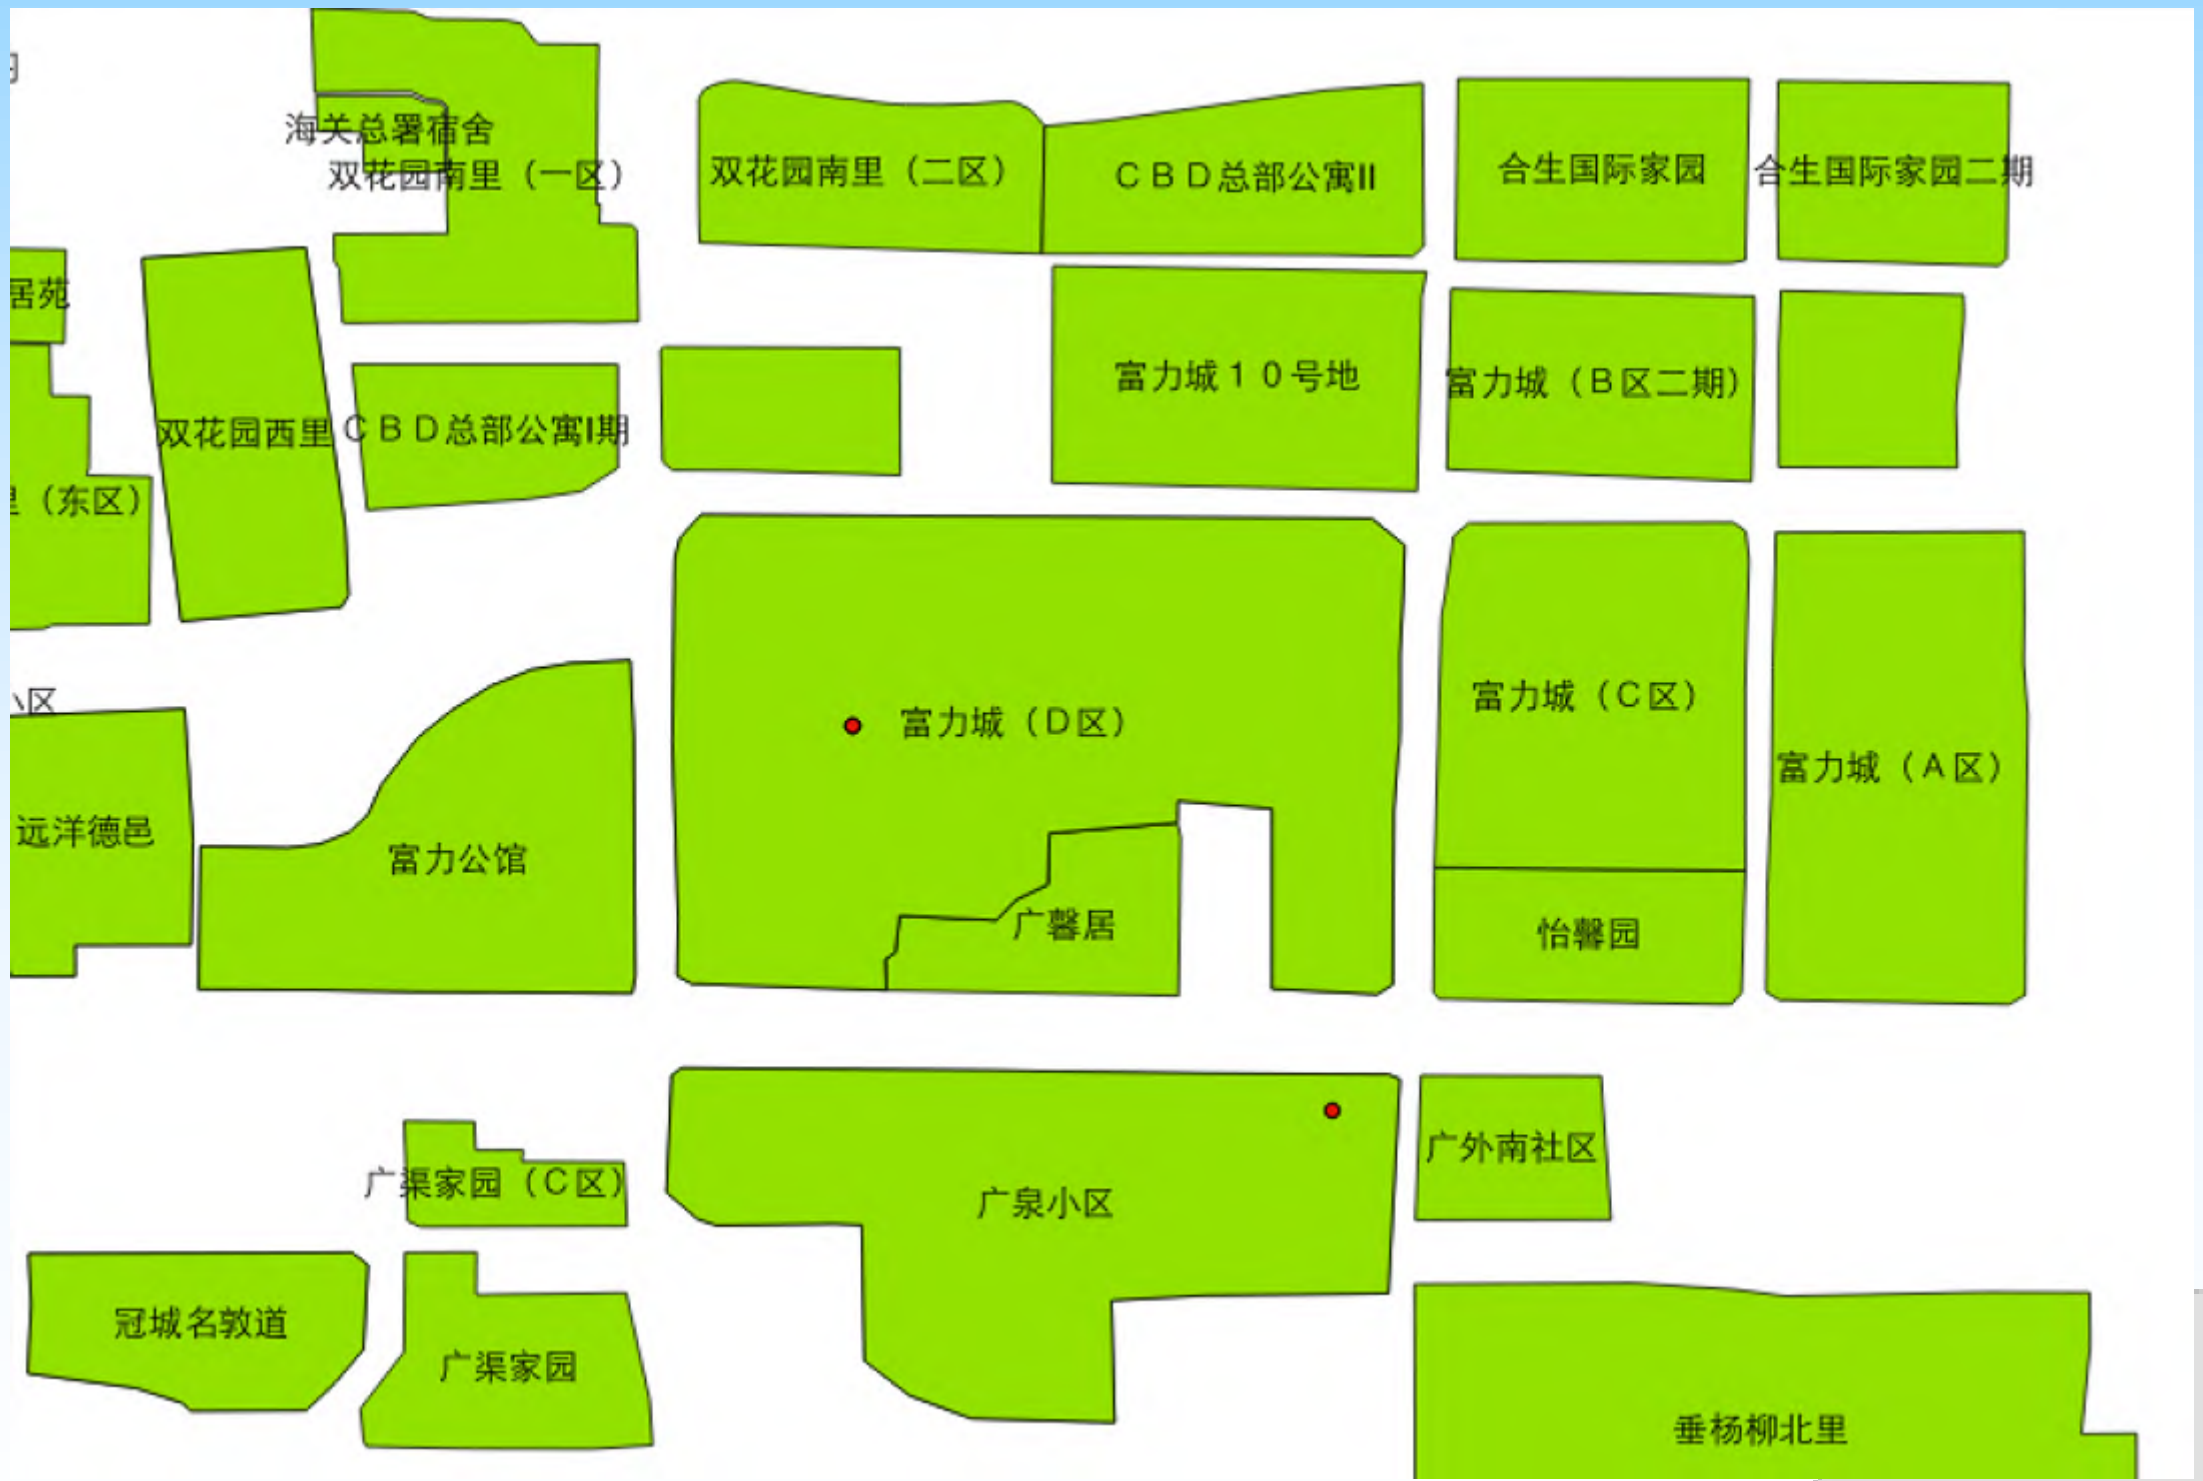 海关总署宿舍
双花园南里（一区）
双花园南里（二区）
ＣＢＤ总部公寓II
合生国际家园
合生国际家园二期
居苑
富力城１０号地
富力城（Ｂ区二期）
双花园西里
ＣＢＤ总部公寓I期
里（东区）
小区
富力城（Ｄ区）
富力城（Ｃ区）
富力城（Ａ区）
远洋德邑
富力公馆
广馨居
怡馨园
广外南社区
广渠家园（Ｃ区）
广泉小区
冠城名敦道
广渠家园
垂杨柳北里